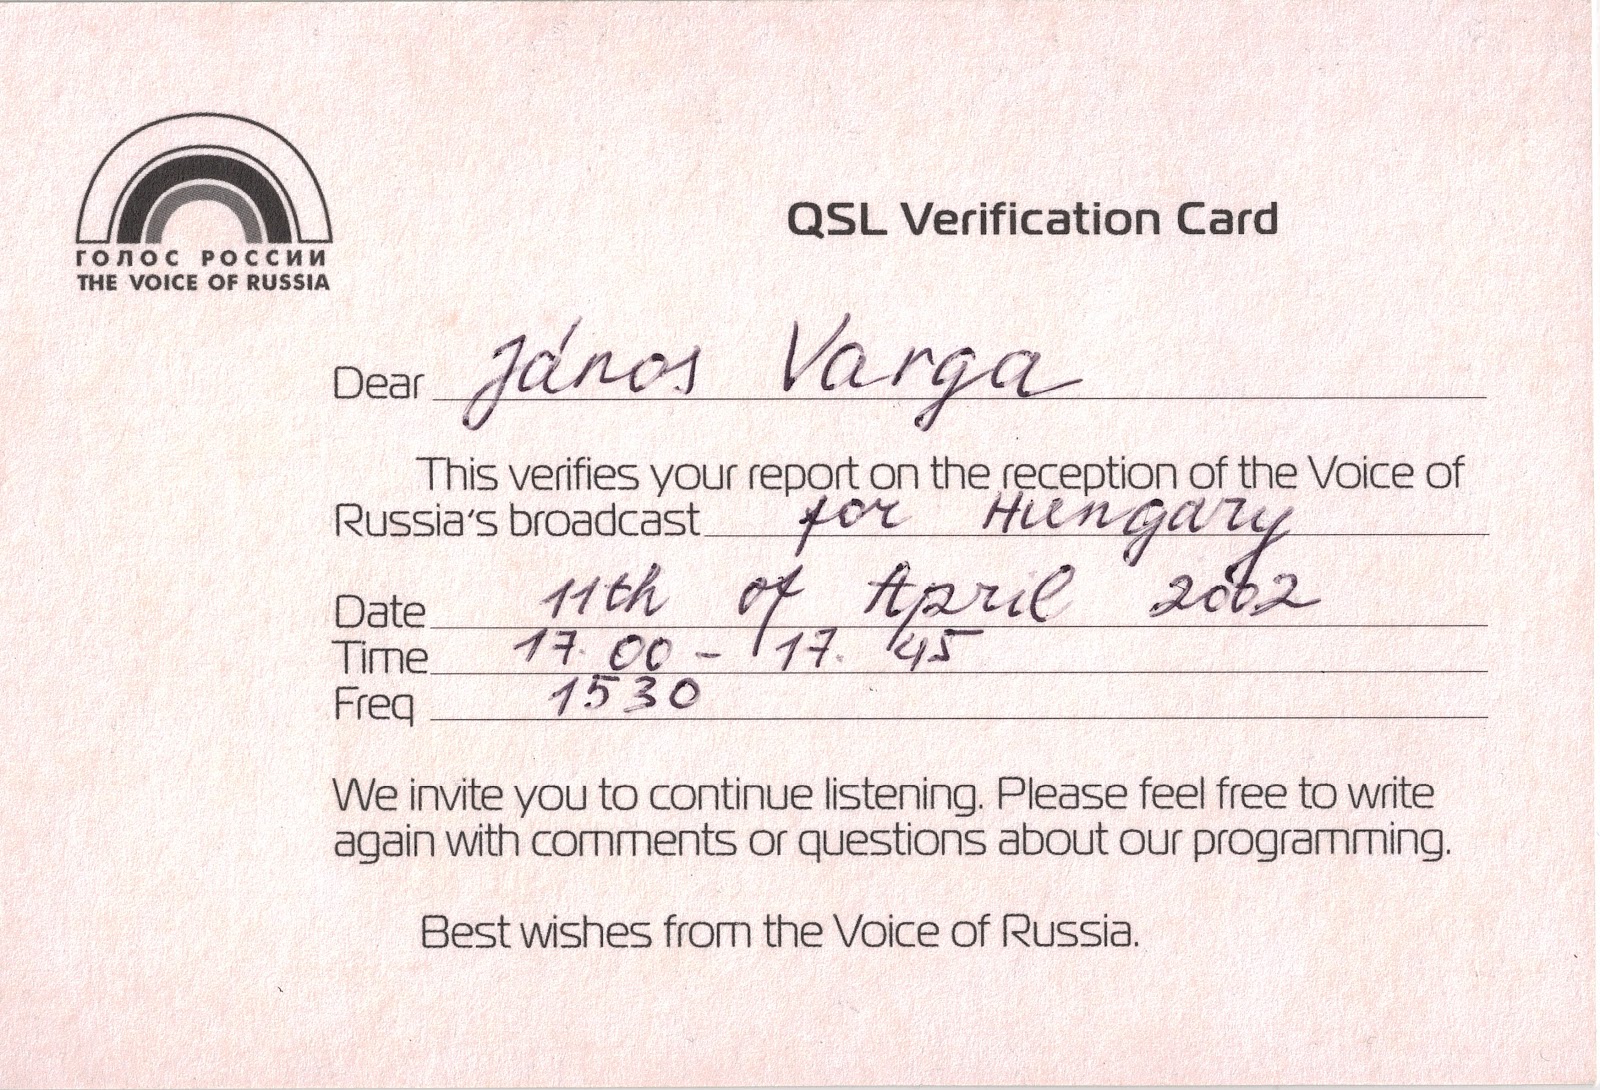 ГОЛОС РОССИИ
THE VOICE OF RUSSIA
QSL Verification Card
Dear János Varga
This verifies your report on the reception of the Voice of
Russia's broadcast for Hungary
Date 11th of April 2002
Time 17.00 - 17.45
Freq 1530
We invite you to continue listening. Please feel free to write
again with comments or questions about our programming.
Best wishes from the Voice of Russia.